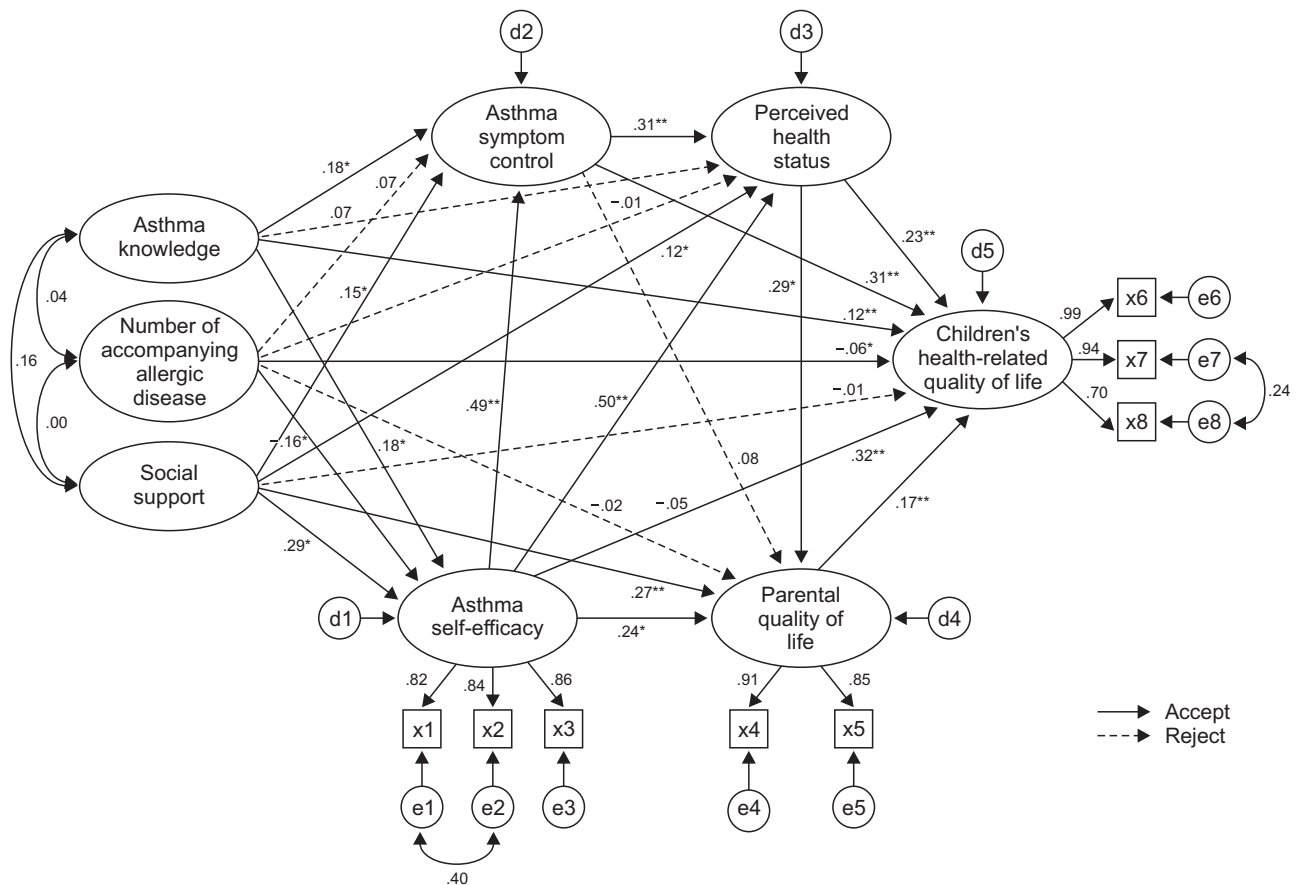 d2
d3
Asthma
symptom
control
.31**
Perceived
health
status
.18*
.07
.07
−.01
Asthma
knowledge
.12*
.23**
d5
.04
.15*
.29*
.31**
.12**
x6
e6
.99
Number of
accompanying
allergic
disease
.16
−.06*
Children's
health-related
quality of life
.94
x7
e7
.24
.70
x8
e8
.00
.49**
.50**
−.01
−.16*
.18*
.08
.32**
Social
support
−.02
−.05
.17**
.29*
.27**
d1
Asthma
self-efficacy
.24*
Parental
quality of
life
d4
.82
.84
.86
.91
.85
x1
x2
x3
x4
x5
Accept
Reject
e1
e2
e3
e4
e5
.40